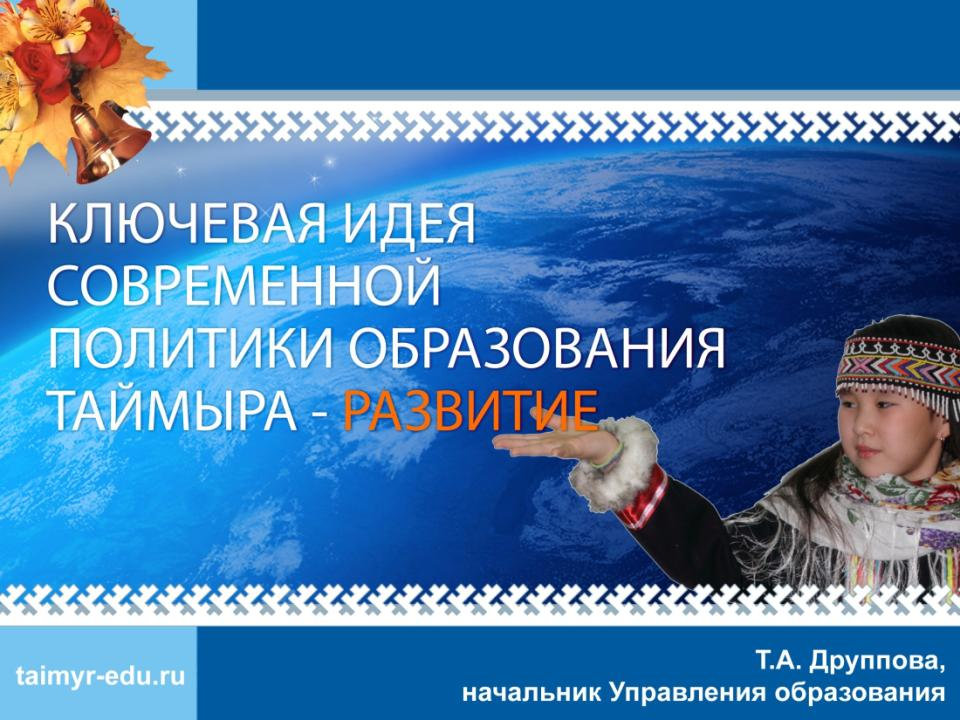 КЛЮЧЕВАЯ ИДЕЯ
СОВРЕМЕННОЙ
ПОЛИТИКИ ОБРАЗОВАНИЯ
ТАЙМЫРА - РАЗВИТИЕ
taimyr-edu.ru
Т.А. Друппова,
начальник Управления образования